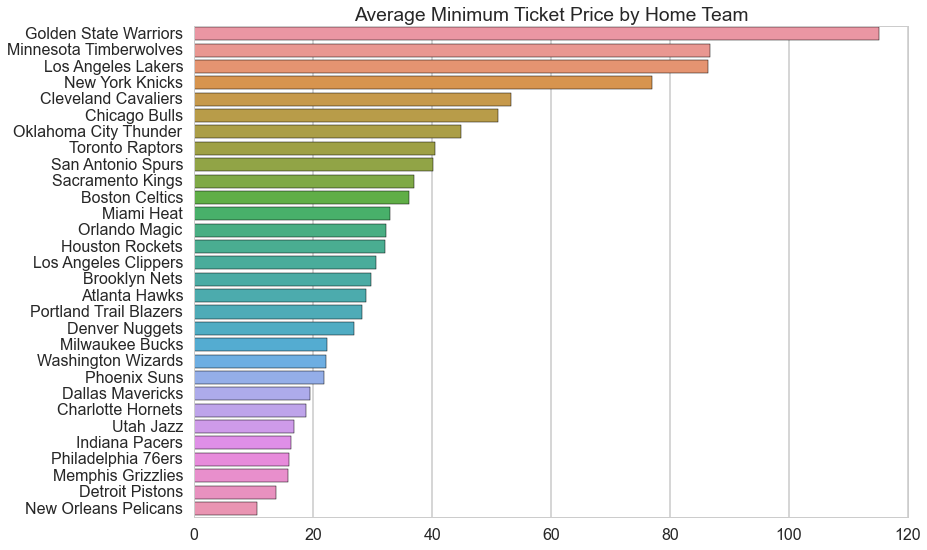 Average Minimum Ticket Price by Home Team
Golden State Warriors
Minnesota Timberwolves
Los Angeles Lakers
New York Knicks
Cleveland Cavaliers
Chicago Bulls
Oklahoma City Thunder
Toronto Raptors
San Antonio Spurs
Sacramento Kings
Boston Celtics
Miami Heat
Orlando Magic
Houston Rockets
Los Angeles Clippers
Brooklyn Nets
Atlanta Hawks
Portland Trail Blazers
Denver Nuggets
Milwaukee Bucks
Washington Wizards
Phoenix Suns
Dallas Mavericks
Charlotte Hornets
Utah Jazz
Indiana Pacers
Philadelphia 76ers
Memphis Grizzlies
Detroit Pistons
New Orleans Pelicans
0 20 40 60 80 100 120